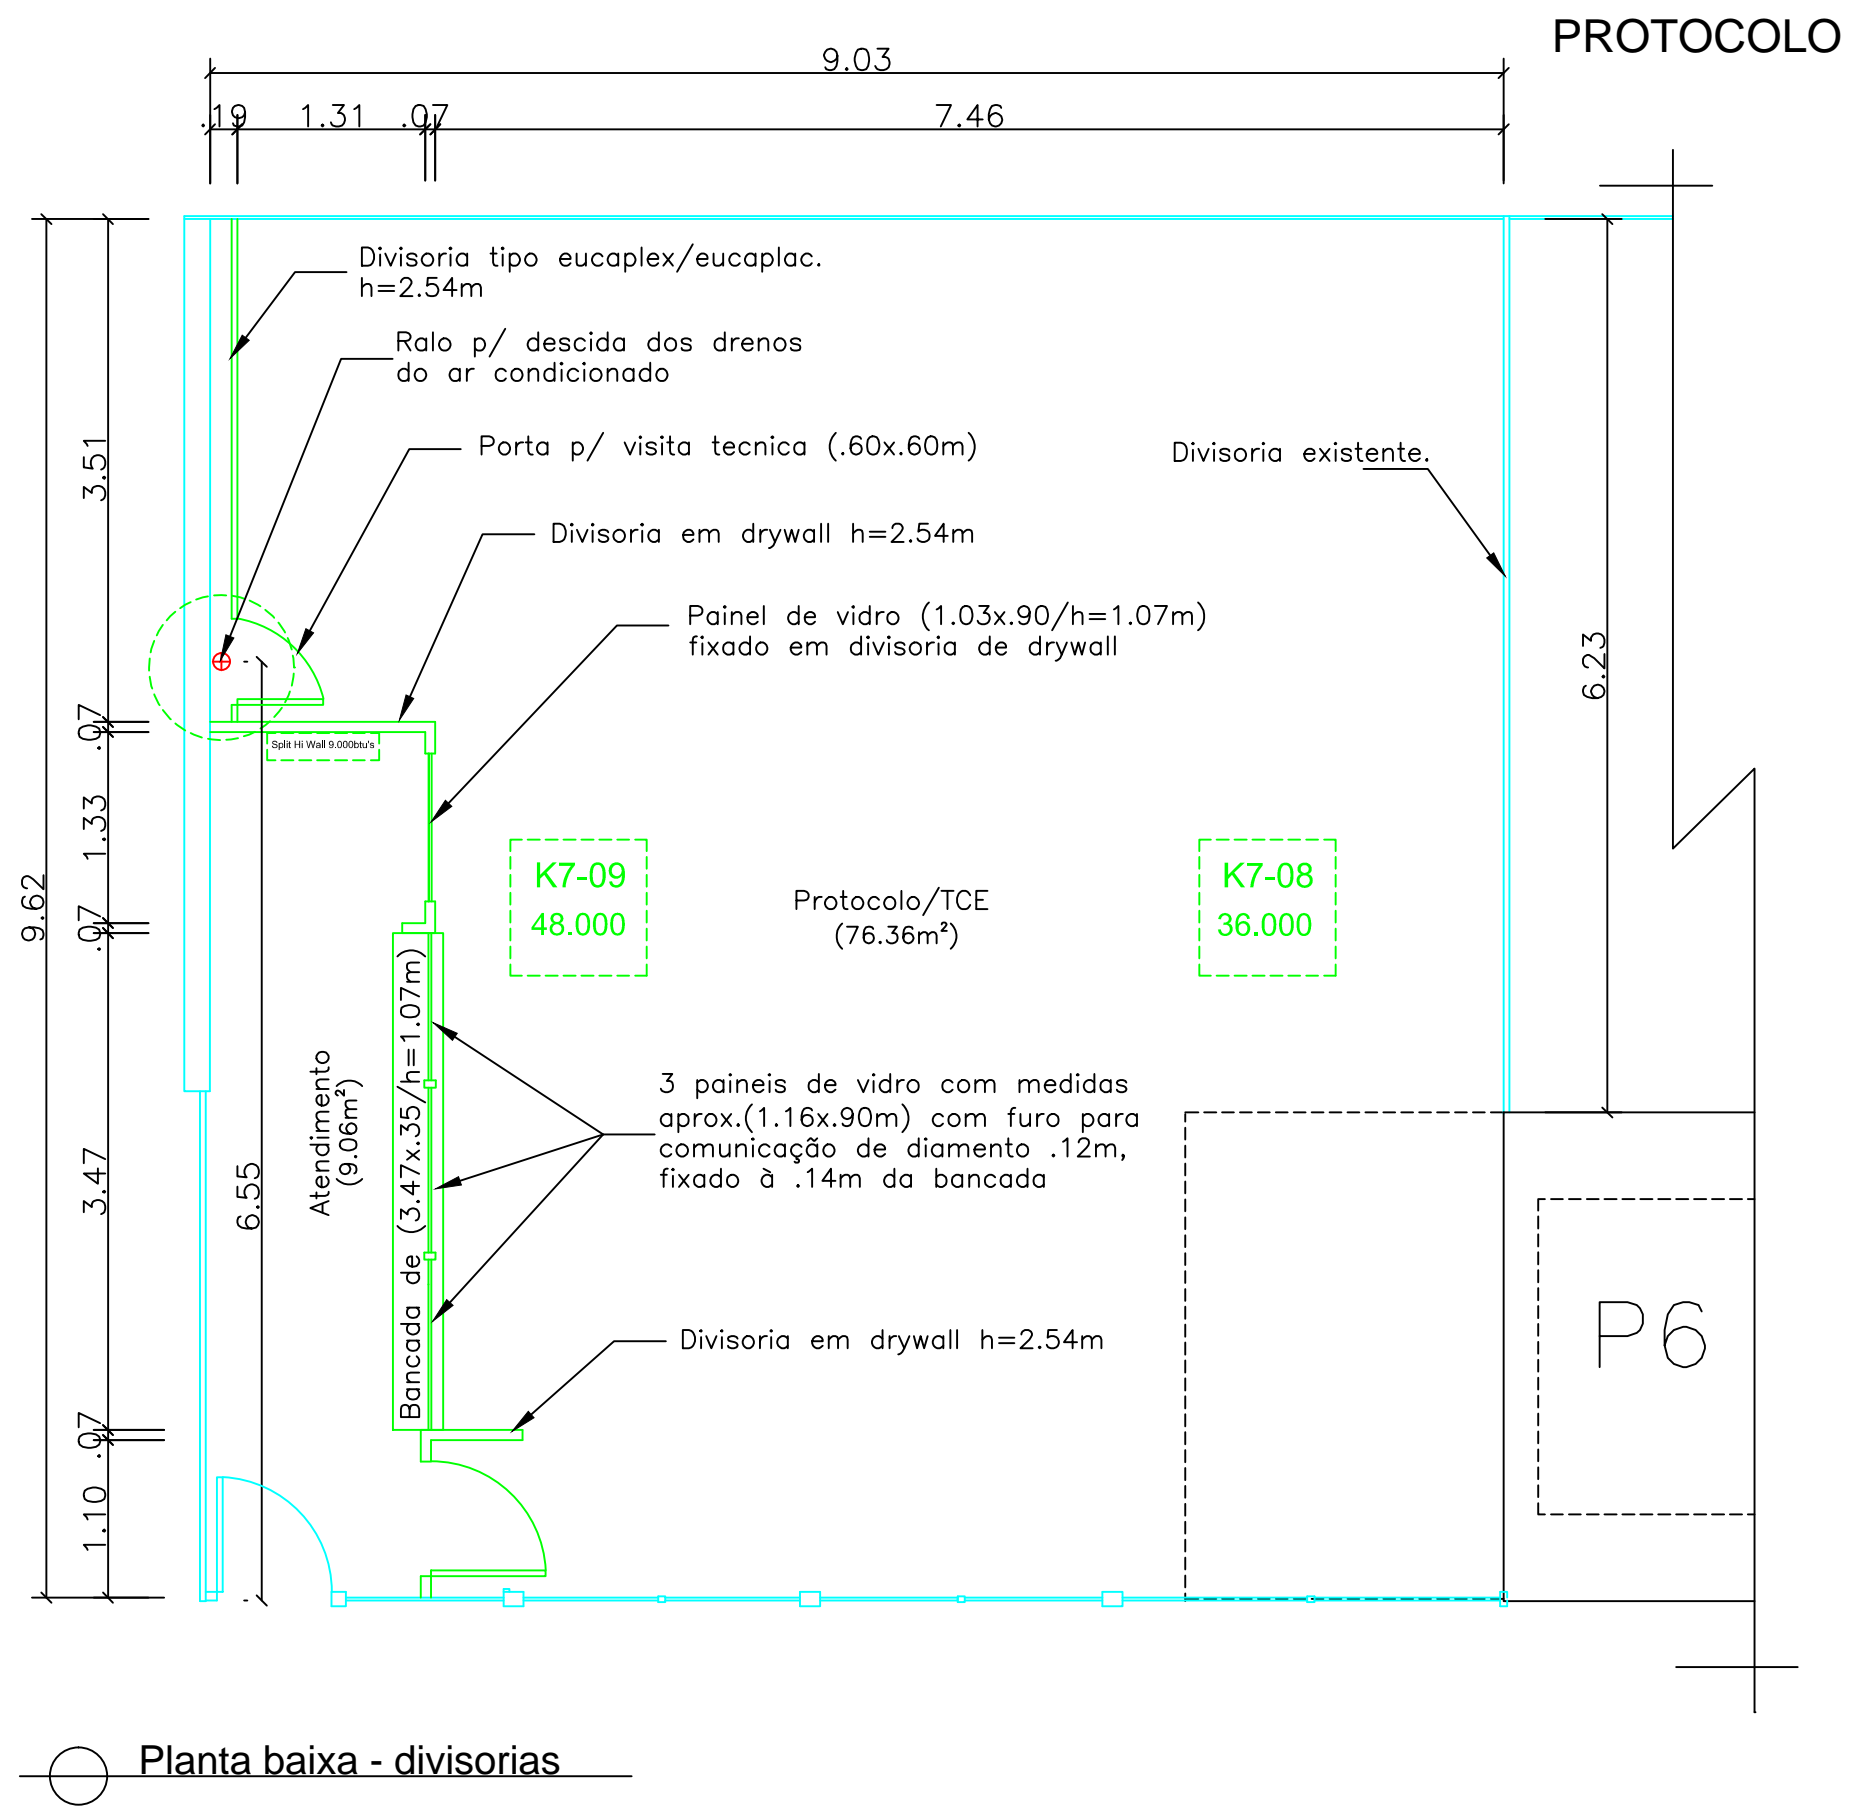 PROTOCOLO
9.03
.19
1.31
.07
7.46
Divisoria tipo eucaplex/eucaplac.
h=2.54m
Ralo p/ descida dos drenos
do ar condicionado
Porta p/ visita tecnica (.60x.60m)
Divisoria existente.
Divisoria em drywall h=2.54m
Painel de vidro (1.03x.90/h=1.07m)
fixado em divisoria de drywall
3.51
6.23
.07
Split Hi Wall 9.000btu's
1.33
K7-09
48.000
K7-08
36.000
Protocolo/TCE
(76.36m²)
9.62
.07
Bancada de (3.47x.35/h=1.07m)
Atendimento
(9.06m²)
3 paineis de vidro com medidas
aprox.(1.16x.90m) com furo para
comunicação de diamento .12m,
fixado à .14m da bancada
3.47
6.55
P6
Divisoria em drywall h=2.54m
.07
1.10
Planta baixa - divisorias